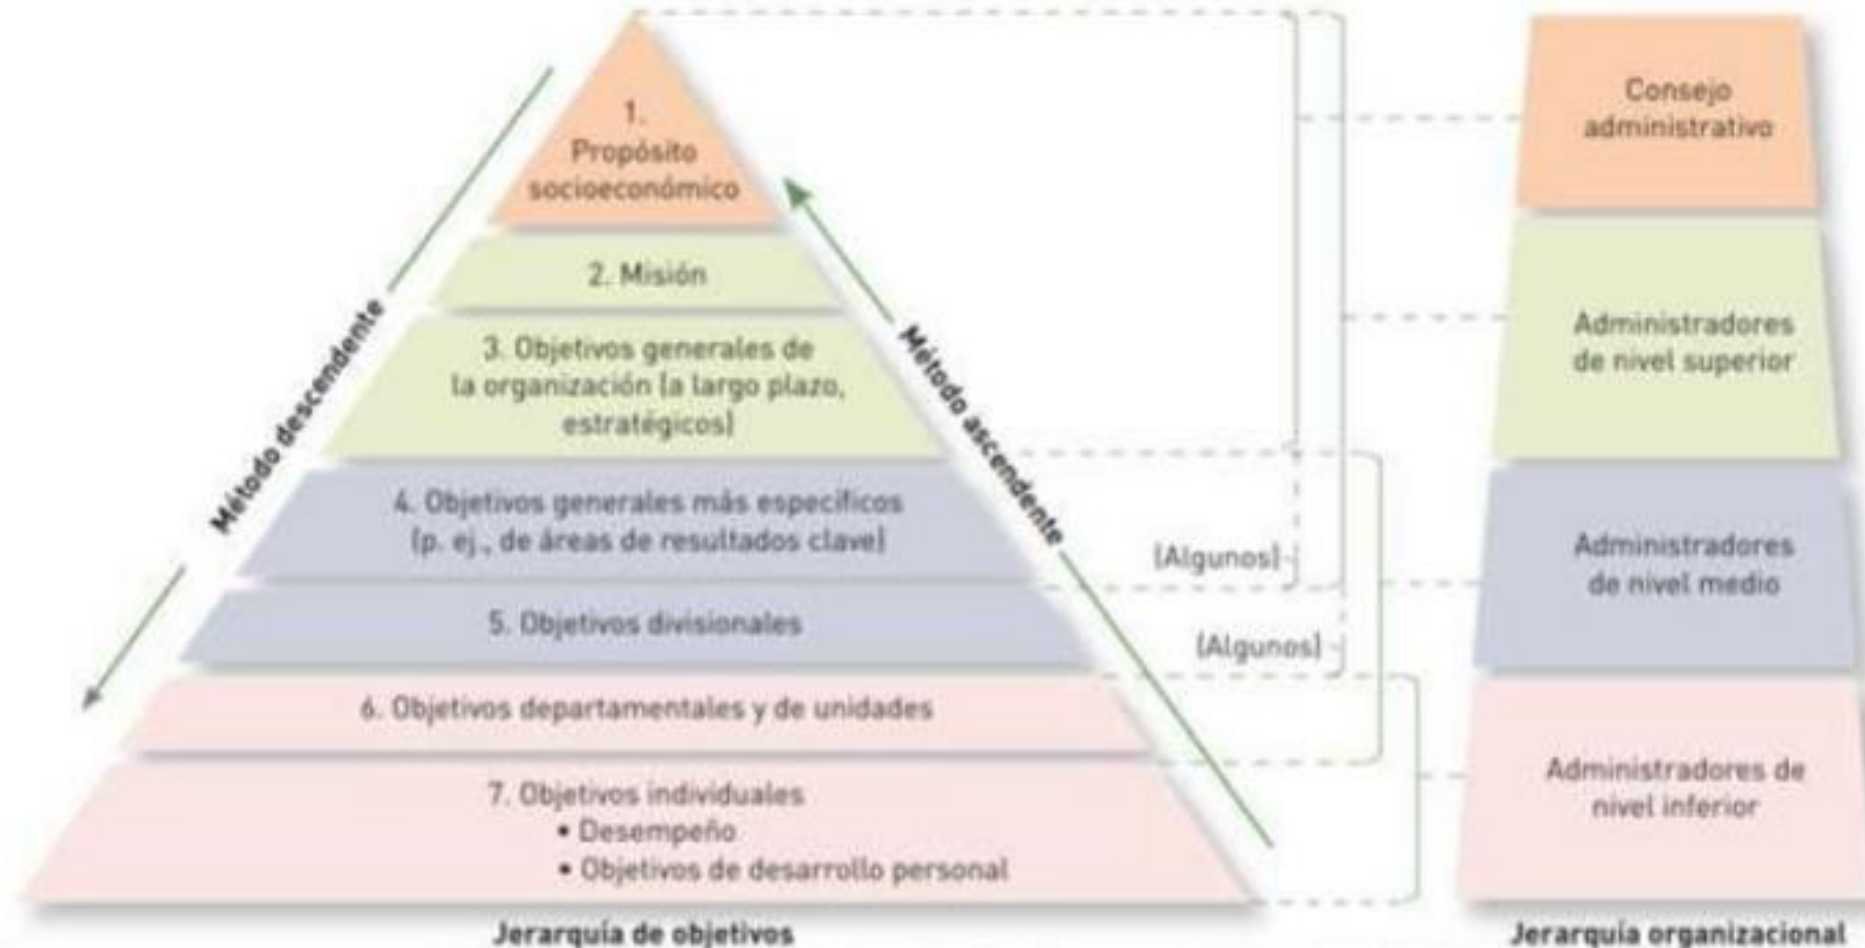 1.
Propósito
socioeconómico
2. Misión
3. Objetivos generales de
la organización (a largo plazo,
estratégicos)
4. Objetivos generales más específicos
(p. ej., de áreas de resultados clave)
5. Objetivos divisionales
6. Objetivos departamentales y de unidades
7. Objetivos individuales
• Desempeño
• Objetivos de desarrollo personal
Jerarquía de objetivos
Método descendente
Método ascendente
(Algunos)
(Algunos)
Consejo
administrativo
Administradores
de nivel superior
Administradores
de nivel medio
Administradores de
nivel inferior
Jerarquía organizacional